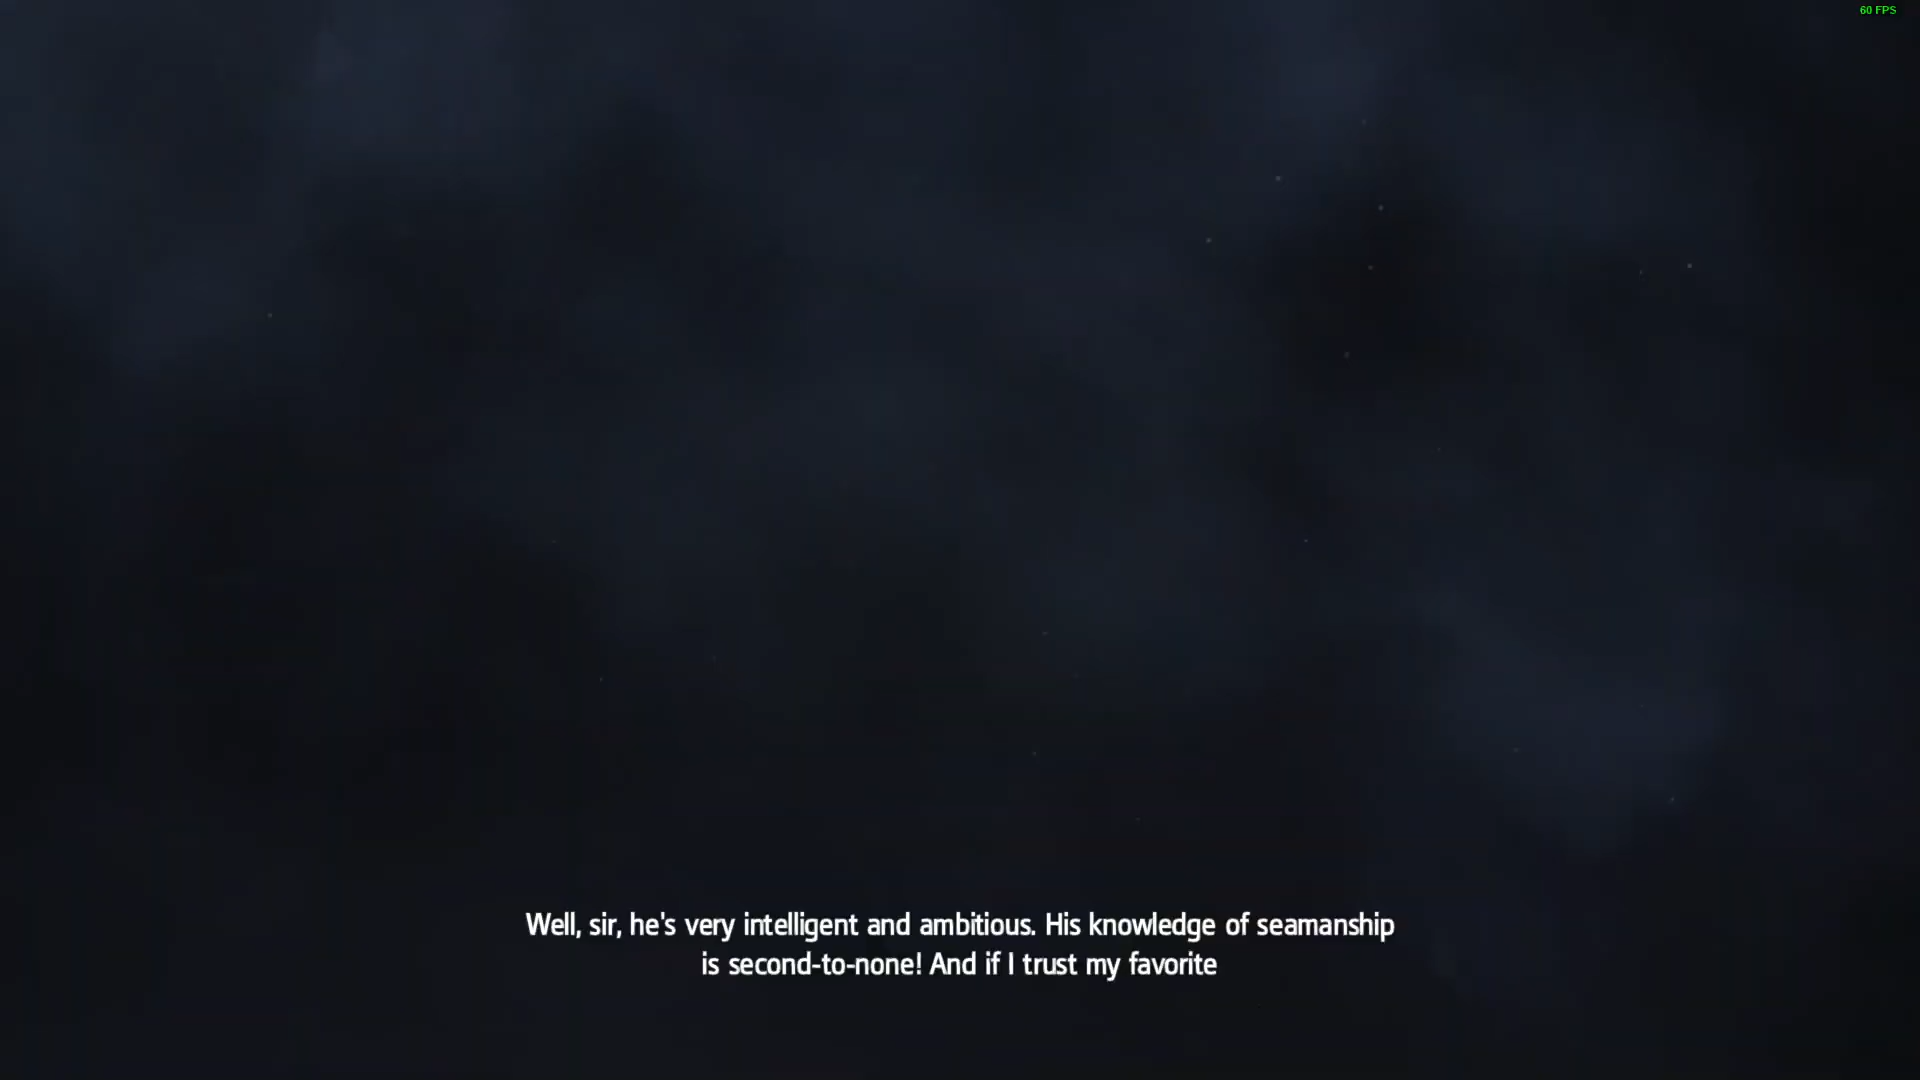 60 FPS
Well, sir, he's very intelligent and ambitious. His knowledge of seamanship
is second-to-none! And if I trust my favorite